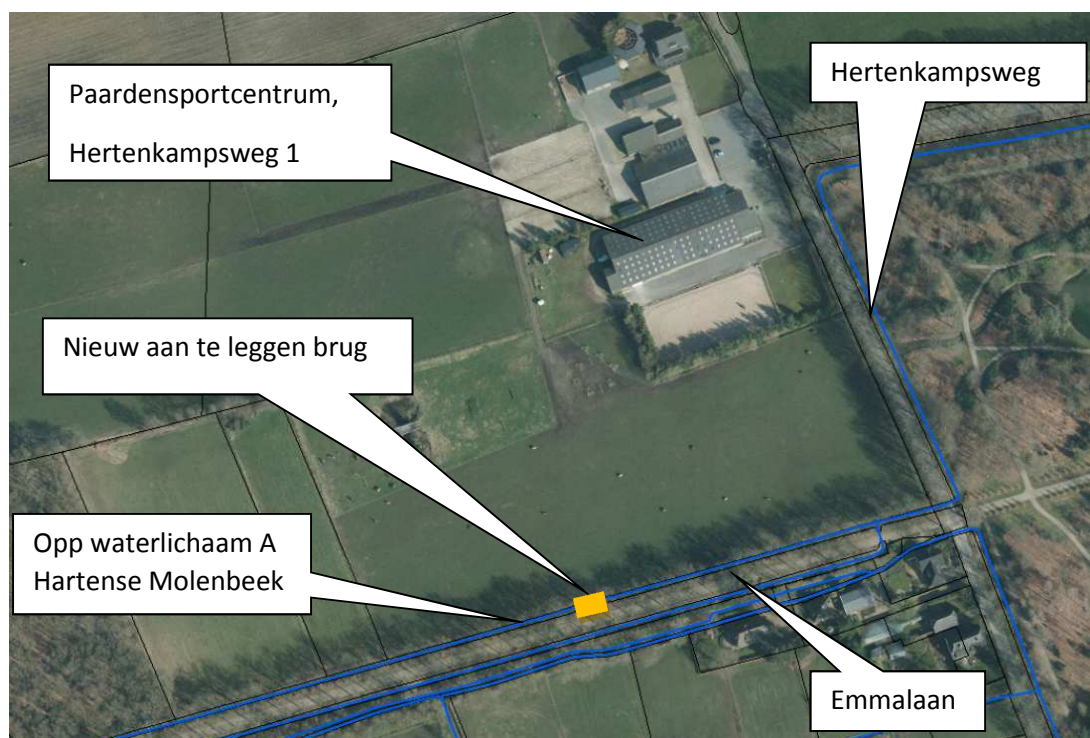 Paardensportcentrum,
Hertenkampsweg 1
Hertenkampsweg
Nieuw aan te leggen brug
Opp waterlichaam A
Hartense Molenbeek
Emmalaan